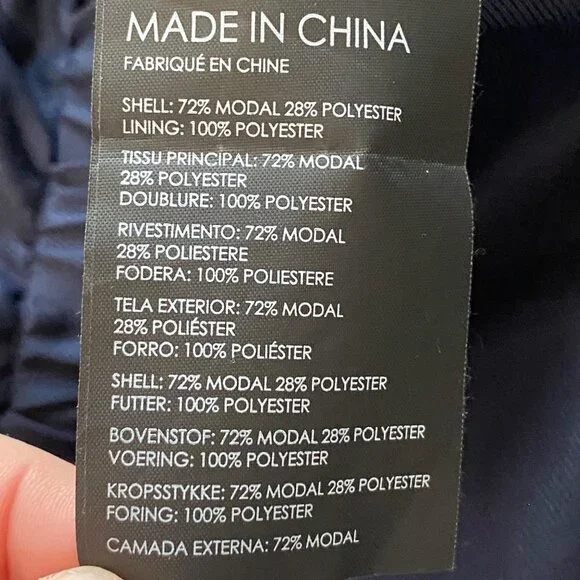 MADE IN CHINA
FABRIQUÉ EN CHINE
SHELL: 72% MODAL 28% POLYESTER
LINING: 100% POLYESTER
TISSU PRINCIPAL: 72% MODAL
28% POLYESTER
DOUBLURE: 100% POLYESTER
RIVESTIMENTO: 72% MODAL
28% POLIESTERE
FODERA: 100% POLIESTERE
TELA EXTERIOR: 72% MODAL
28% POLIÉSTER
FORRO: 100% POLIÉSTER
SHELL: 72% MODAL 28% POLYESTER
FUTTER: 100% POLYESTER
BOVENSTOF: 72% MODAL 28% POLYESTER
VOERING: 100% POLYESTER
KROPSSTYKKE: 72% MODAL 28% POLYESTER
FORING: 100% POLYESTER
CAMADA EXTERNA: 72% MODAL